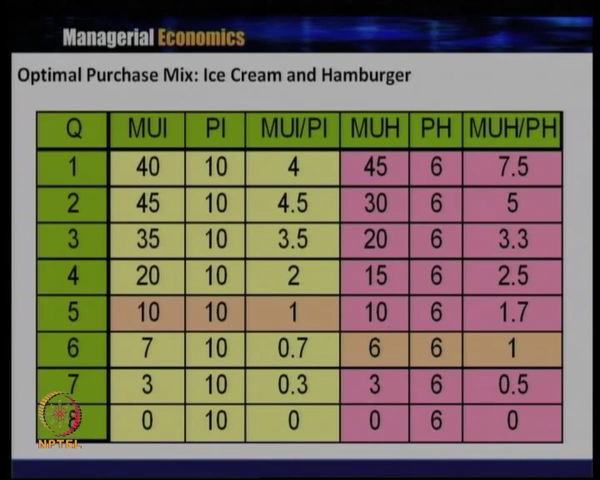 Managerial Economics
Optimal Purchase Mix: Ice Cream and Hamburger
Q MUI PI MUI/PI MUH PH MUH/PH
1 40 10 4 45 6 7.5
2 45 10 4.5 30 6 5
3 35 10 3.5 20 6 3.3
4 20 10 2 15 6 2.5
5 10 10 1 10 6 1.7
6 7 10 0.7 6 6 1
7 3 10 0.3 3 6 0.5
0 10 0 0 6 0
NPTEL